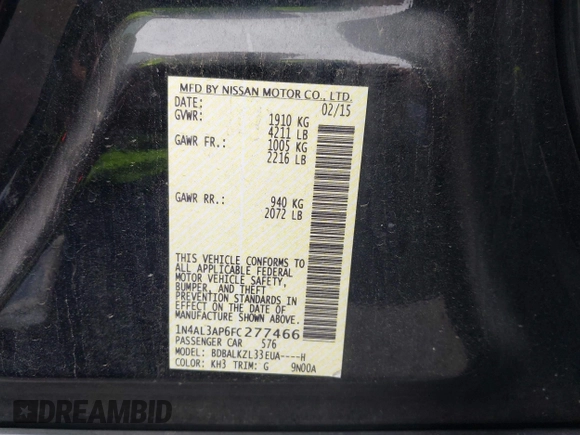 MFD BY NISSAN MOTOR CO., LTD.
DATE: 02/15
GVWR: 1910 KG
4211 LB
GAWR FR.: 1005 KG
2216 LB
GAWR RR.: 940 KG
2072 LB
THIS VEHICLE CONFORMS TO
ALL APPLICABLE FEDERAL
MOTOR VEHICLE SAFETY,
BUMPER, AND THEFT
PREVENTION STANDARDS IN
EFFECT ON THE DATE OF
MANUFACTURE SHOWN ABOVE.
1N4AL3AP6FC277466
PASSENGER CAR 576
MODEL: BDBALKZL33EUA----H
COLOR: KH3 TRIM: G 9N00A
DREAMBID